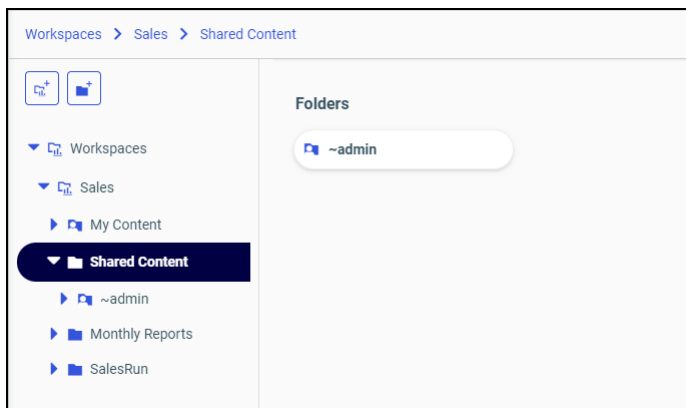 Workspaces > Sales > Shared Content
Folders
~admin
Workspaces
Sales
My Content
Shared Content
~admin
Monthly Reports
SalesRun